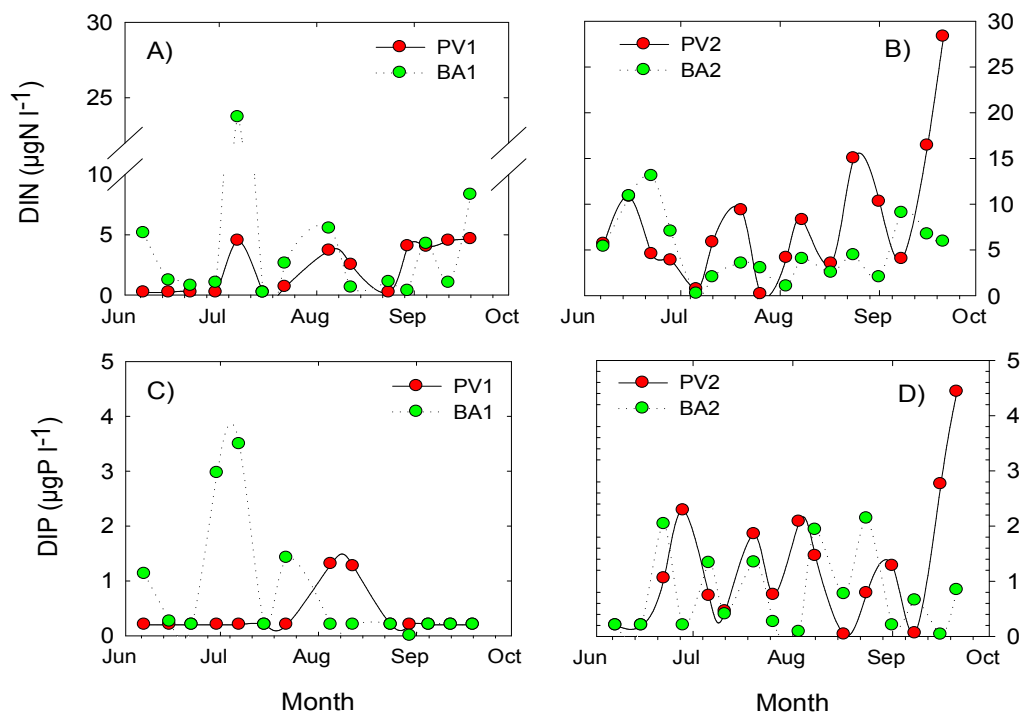 30
25
10
5
0
DIN (µgN l-1)
A)
PV1
BA1
Jun
Jul
Aug
Sep
Oct
B)
PV2
BA2
30
25
20
15
10
5
0
Jun
Jul
Aug
Sep
Oct
5
4
3
2
1
0
DIP (µgP l-1)
C)
PV1
BA1
Jun
Jul
Aug
Sep
Oct
Month
PV2
BA2
D)
5
4
3
2
1
0
Jun
Jul
Aug
Sep
Oct
Month